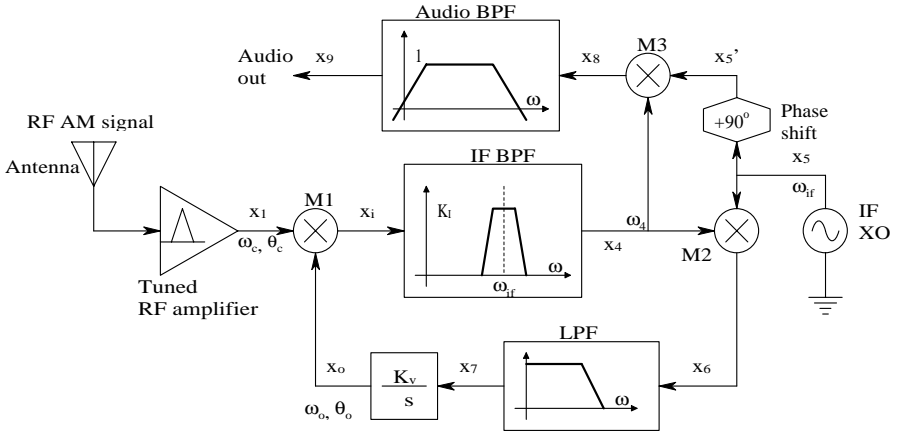 Audio BPF
Audio
out
x9
1
ω
x8
M3
x5’
+90°
Phase
shift
RF AM signal
Antenna
Tuned
RF amplifier
x1
ωc, θc
M1
xi
IF BPF
KI
ω
ωif
ω4
x4
M2
x5
ωif
IF
XO
LPF
ω
x6
x7
Kv
s
xo
ωo, θo